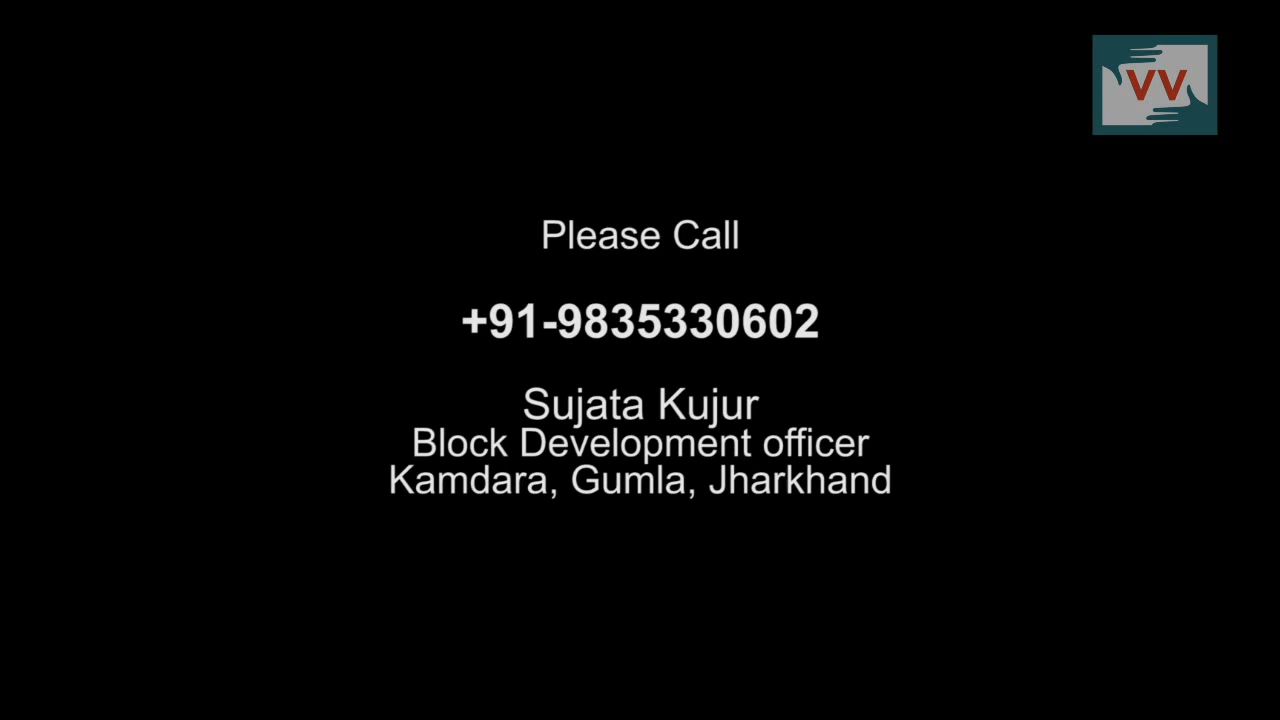 VV
Please Call
+91-9835330602
Sujata Kujur
Block Development officer
Kamdara, Gumla, Jharkhand